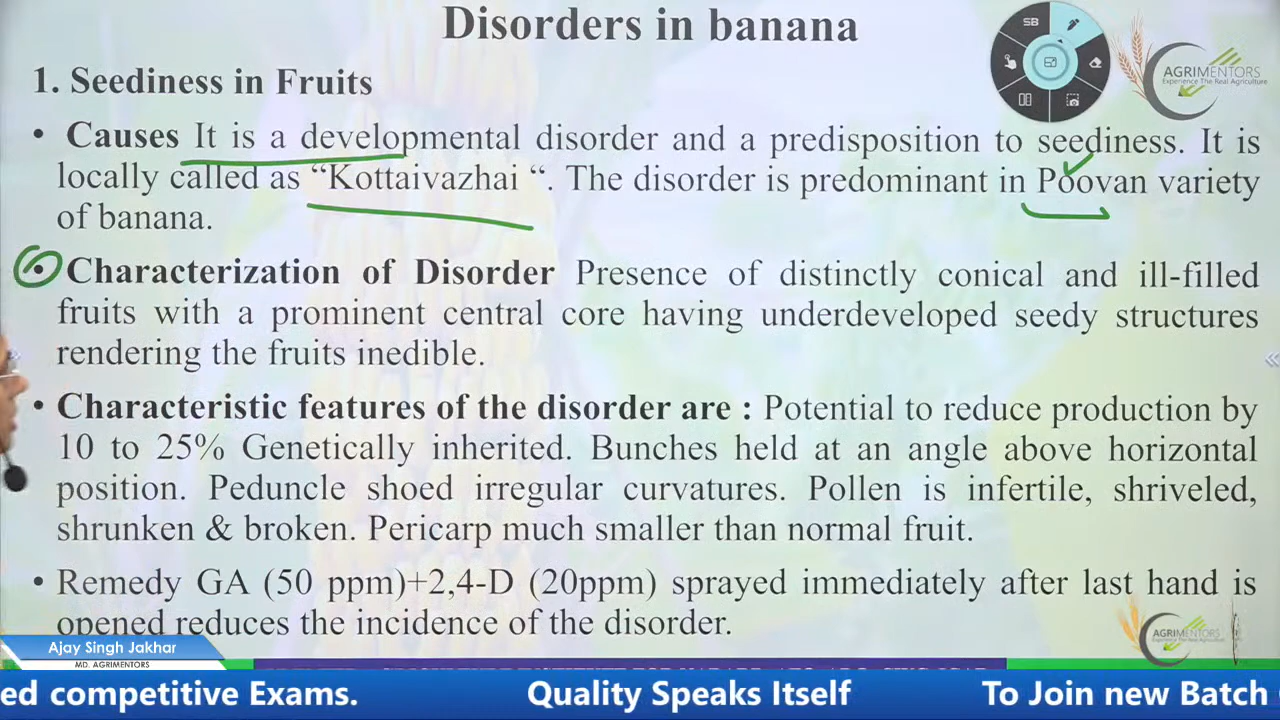 Disorders in banana
SB
AGRIMENTORS
Experience The Real Agriculture
1. Seediness in Fruits
• Causes It is a developmental disorder and a predisposition to seediness. It is
locally called as “Kottaivazhai “. The disorder is predominant in Poovan variety
of banana.
• Characterization of Disorder Presence of distinctly conical and ill-filled
fruits with a prominent central core having underdeveloped seedy structures
rendering the fruits inedible.
• Characteristic features of the disorder are : Potential to reduce production by
10 to 25% Genetically inherited. Bunches held at an angle above horizontal
position. Peduncle shoed irregular curvatures. Pollen is infertile, shriveled,
shrunken & broken. Pericarp much smaller than normal fruit.
• Remedy GA (50 ppm)+2,4-D (20ppm) sprayed immediately after last hand is
opened reduces the incidence of the disorder.
AGRIMENTORS
Ajay Singh Jakhar
MD. AGRIMENTORS
ed competitive Exams. Quality Speaks Itself To Join new Batch